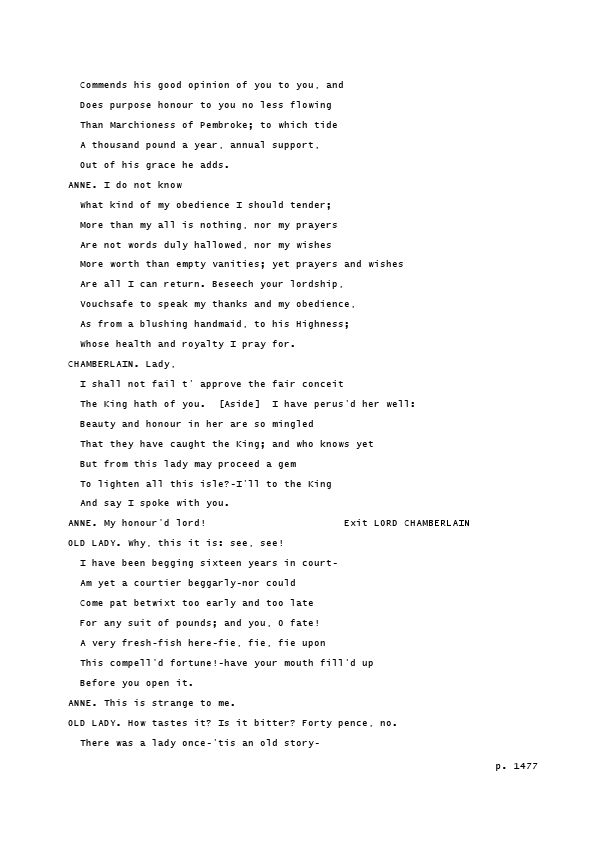 Commends his good opinion of you to you, and
Does purpose honour to you no less flowing
Than Marchioness of Pembroke; to which tide
A thousand pound a year, annual support,
Out of his grace he adds.
ANNE. I do not know
What kind of my obedience I should tender;
More than my all is nothing, nor my prayers
Are not words duly hallowed, nor my wishes
More worth than empty vanities; yet prayers and wishes
Are all I can return. Beseech your lordship,
Vouchsafe to speak my thanks and my obedience,
As from a blushing handmaid, to his Highness;
Whose health and royalty I pray for.
CHAMBERLAIN. Lady,
I shall not fail t' approve the fair conceit
The King hath of you.  [Aside]  I have perus'd her well:
Beauty and honour in her are so mingled
That they have caught the King; and who knows yet
But from this lady may proceed a gem
To lighten all this isle?-I'll to the King
And say I spoke with you.
ANNE. My honour'd lord!                       Exit LORD CHAMBERLAIN
OLD LADY. Why, this it is: see, see!
I have been begging sixteen years in court-
Am yet a courtier beggarly-nor could
Come pat betwixt too early and too late
For any suit of pounds; and you, O fate!
A very fresh-fish here-fie, fie, fie upon
This compell'd fortune!-have your mouth fill'd up
Before you open it.
ANNE. This is strange to me.
OLD LADY. How tastes it? Is it bitter? Forty pence, no.
There was a lady once-'tis an old story-
p. 1477